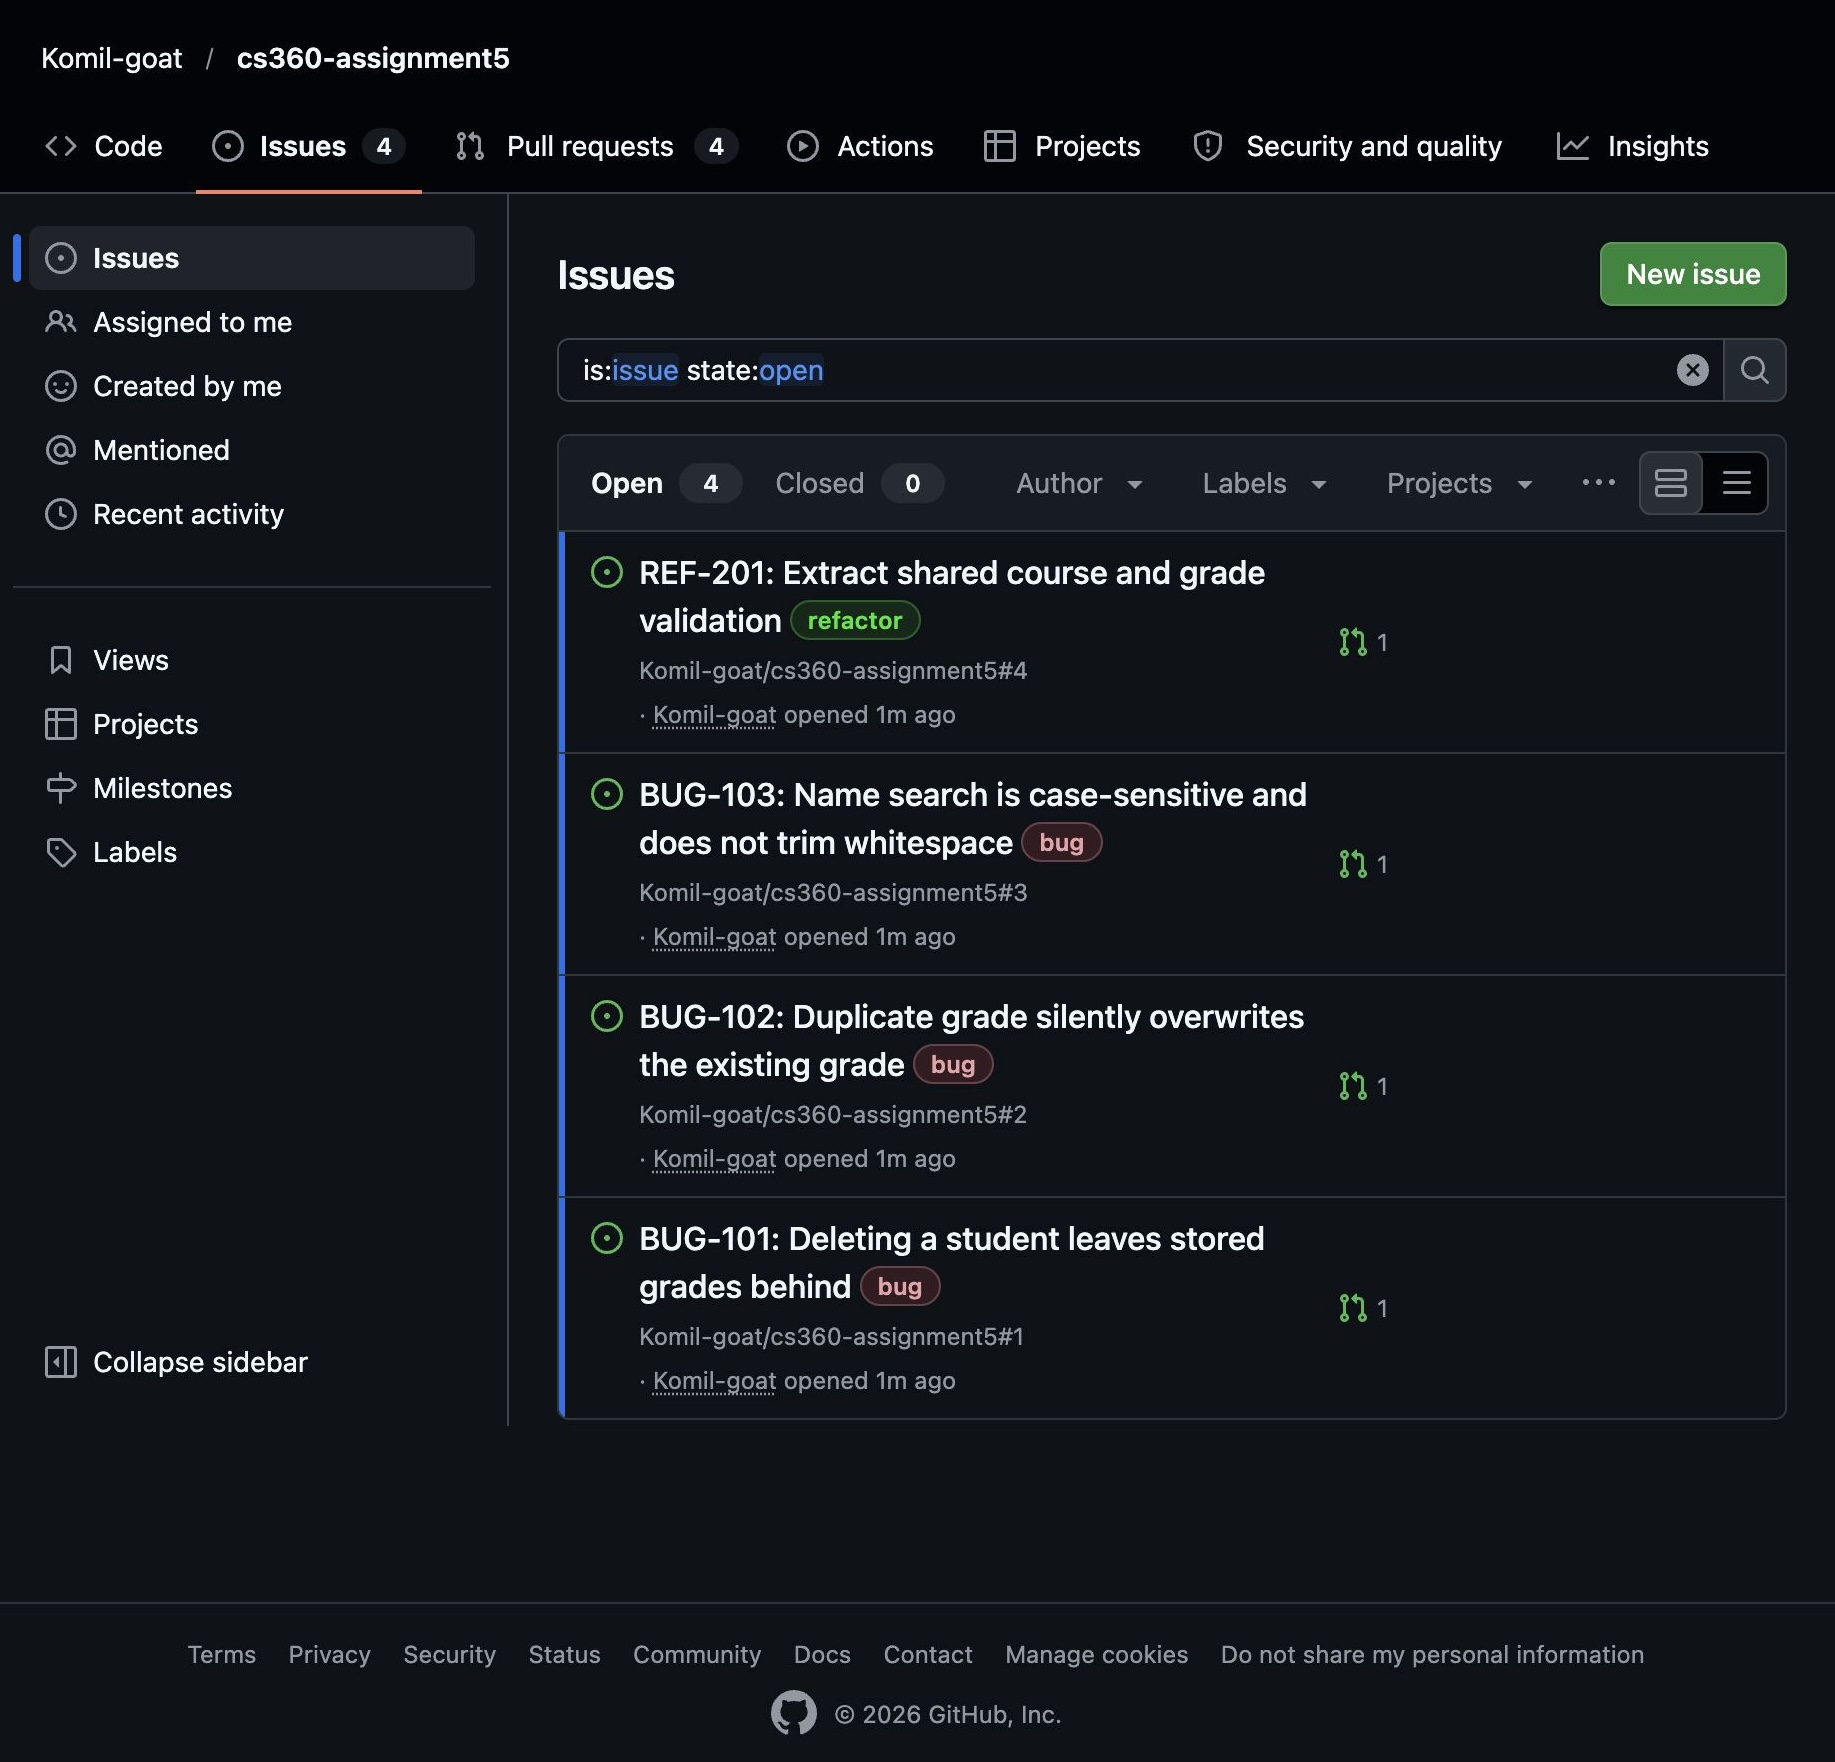 Komil-goat / cs360-assignment5
Code Issues 4 Pull requests 4 Actions Projects Security and quality Insights
Issues
Assigned to me
Created by me
Mentioned
Recent activity
Views
Projects
Milestones
Labels
Collapse sidebar
Issues
New issue
is:issue state:open
Open 4 Closed 0 Author Labels Projects
REF-201: Extract shared course and grade
validation refactor
1
Komil-goat/cs360-assignment5#4
· Komil-goat opened 1m ago
BUG-103: Name search is case-sensitive and
does not trim whitespace bug
1
Komil-goat/cs360-assignment5#3
· Komil-goat opened 1m ago
BUG-102: Duplicate grade silently overwrites
the existing grade bug
1
Komil-goat/cs360-assignment5#2
· Komil-goat opened 1m ago
BUG-101: Deleting a student leaves stored
grades behind bug
1
Komil-goat/cs360-assignment5#1
· Komil-goat opened 1m ago
Terms Privacy Security Status Community Docs Contact Manage cookies Do not share my personal information
© 2026 GitHub, Inc.